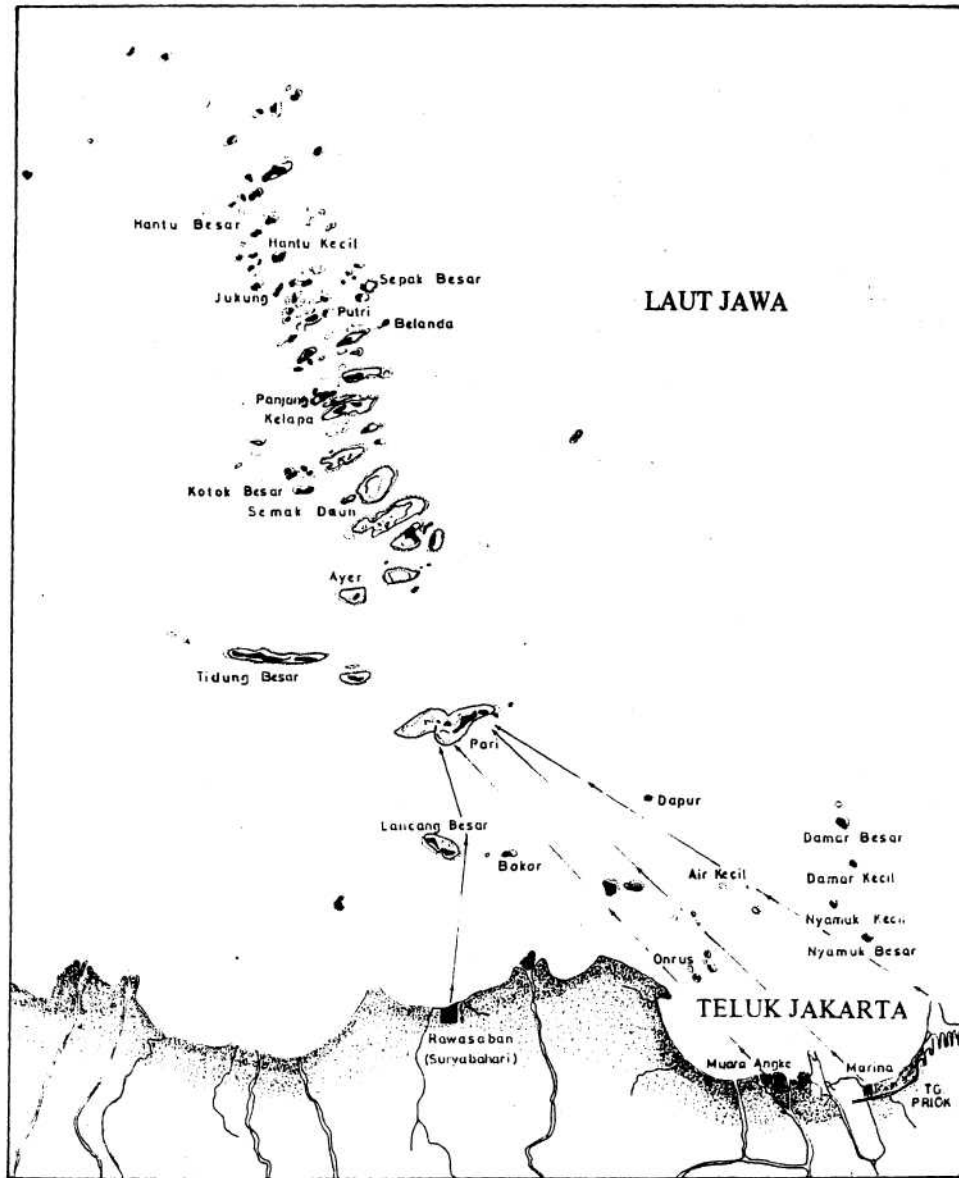 Hantu Besar
Hantu Kecil
LAUT JAWA
Sepak Besar
Jukung
Putri
Belanda
Panjang
Kelapa
Kotok Besar
Semak Daun
Ayer
Tidung Besar
Pari
Dapur
Lancang Besar
Damar Besar
Bokor
Air Kecil
Damar Kecil
Nyamuk Kecil
Nyamuk Besar
Onrus
TELUK JAKARTA
Rawasaban
(Suryabahari)
Muara Angke
Marina
TG
PRIOK